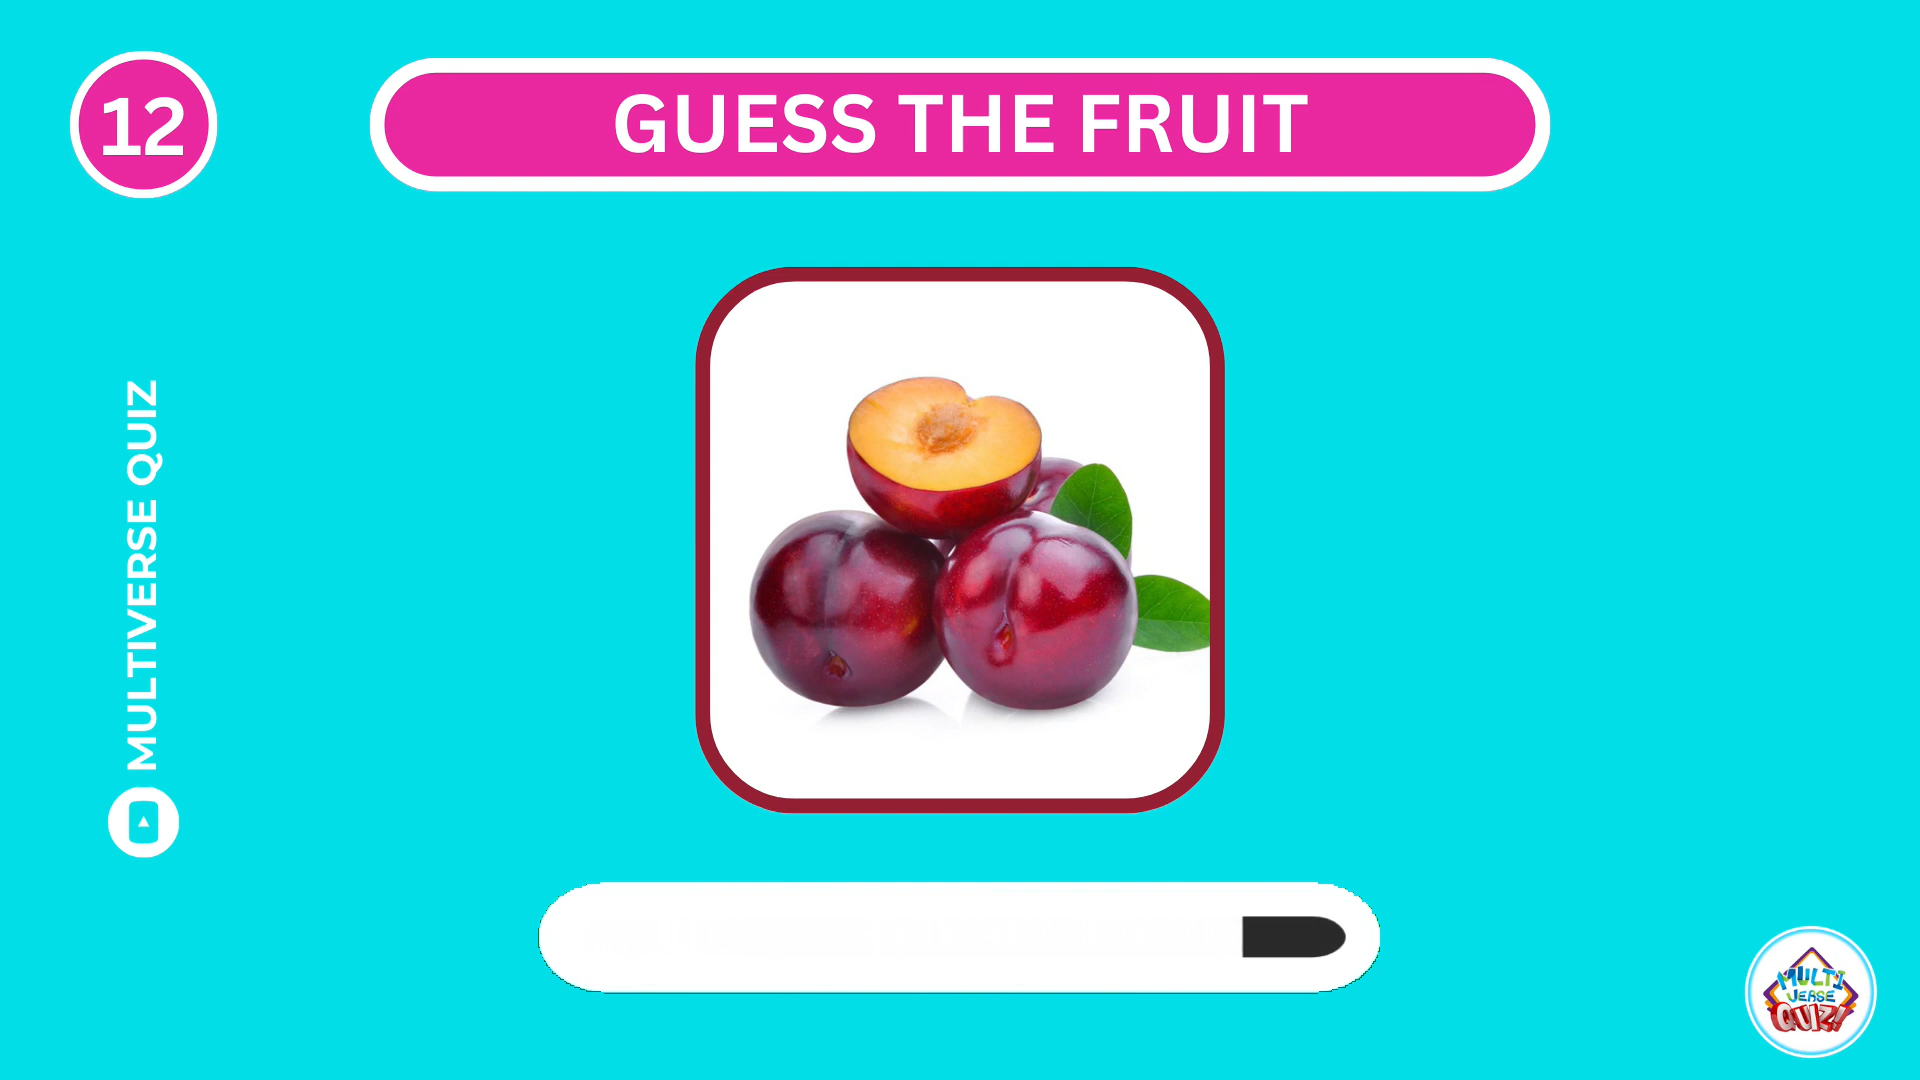 12
GUESS THE FRUIT
MULTIVERSE QUIZ
MULTI
VERSE
QUIZ!